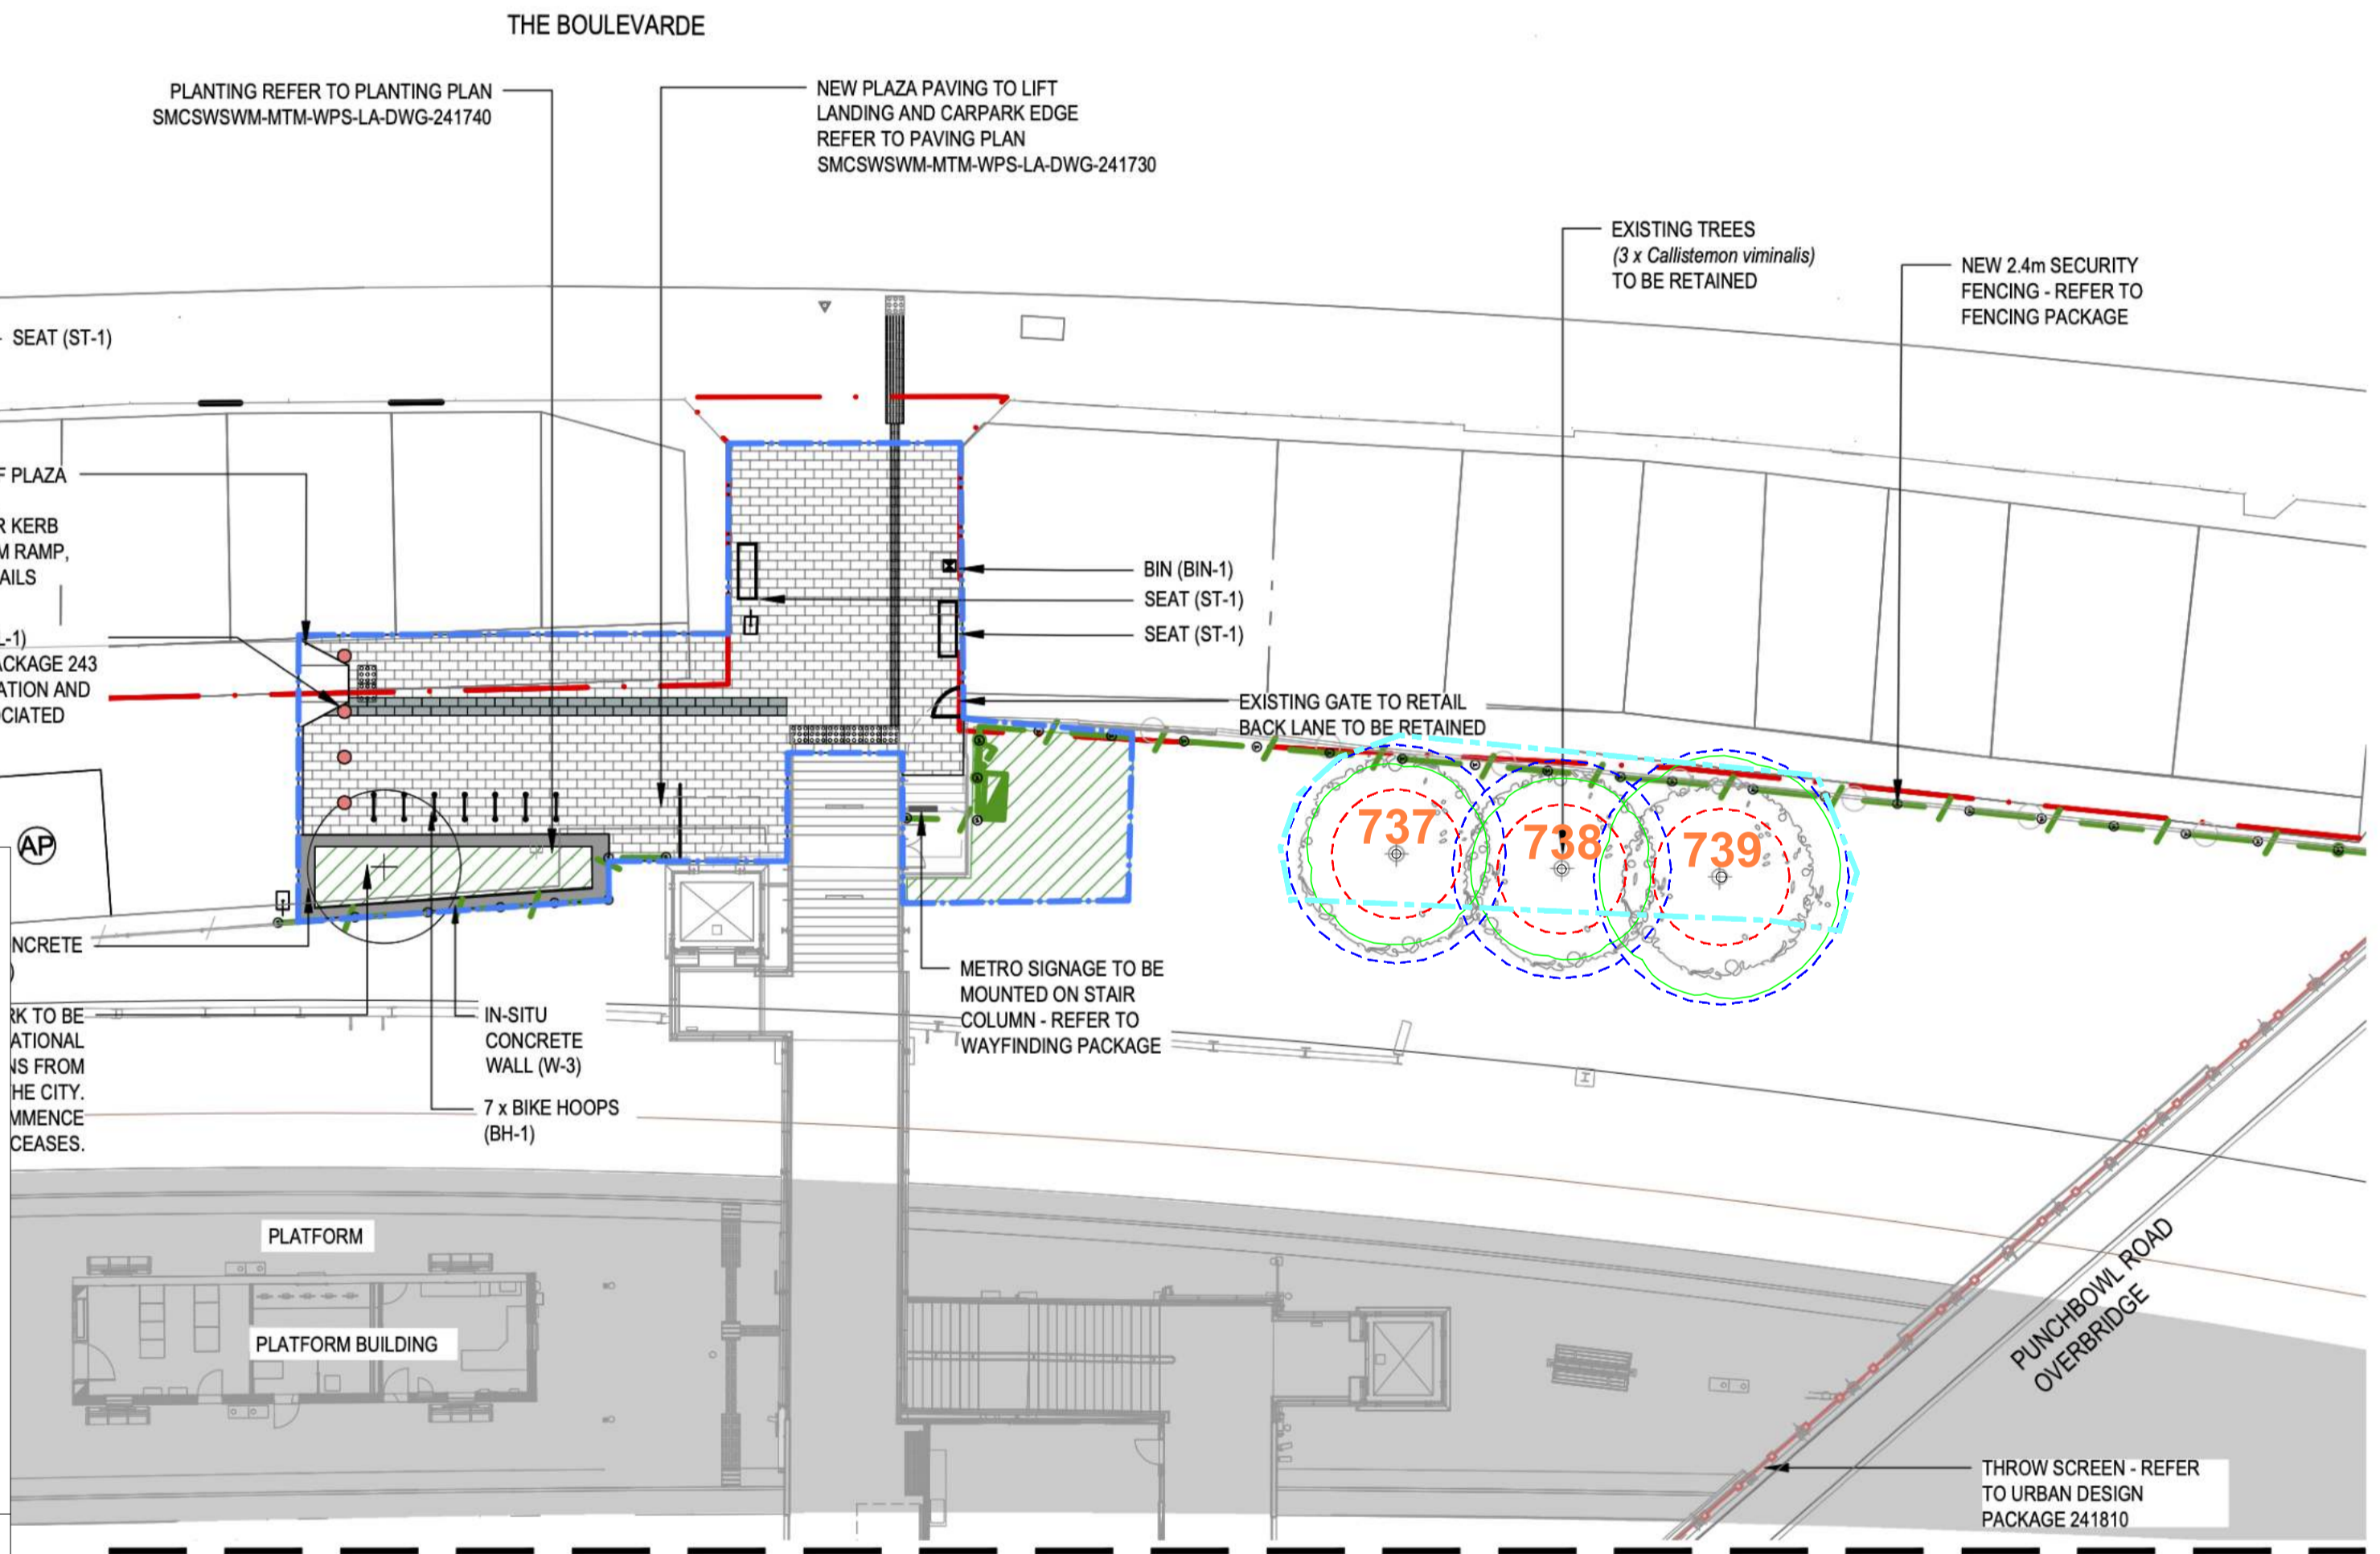 THE BOULEVARDE
PLANTING REFER TO PLANTING PLAN
SMCSWSWM-MTM-WPS-LA-DWG-241740
NEW PLAZA PAVING TO LIFT
LANDING AND CARPARK EDGE
REFER TO PAVING PLAN
SMCSWSWM-MTM-WPS-LA-DWG-241730
EXISTING TREES
(3 x Callistemon viminalis)
TO BE RETAINED
NEW 2.4m SECURITY
FENCING - REFER TO
FENCING PACKAGE
SEAT (ST-1)
F PLAZA
R KERB
M RAMP,
AILS
L-1)
ACKAGE 243
ATION AND
CIATED
BIN (BIN-1)
SEAT (ST-1)
SEAT (ST-1)
EXISTING GATE TO RETAIL
BACK LANE TO BE RETAINED
737
738
739
AP
NCRETE
)
RK TO BE
ATIONAL
NS FROM
HE CITY.
MMENCE
CEASES.
IN-SITU
CONCRETE
WALL (W-3)
7 x BIKE HOOPS
(BH-1)
METRO SIGNAGE TO BE
MOUNTED ON STAIR
COLUMN - REFER TO
WAYFINDING PACKAGE
PLATFORM
PLATFORM BUILDING
PUNCHBOWL ROAD
OVERBRIDGE
THROW SCREEN - REFER
TO URBAN DESIGN
PACKAGE 241810